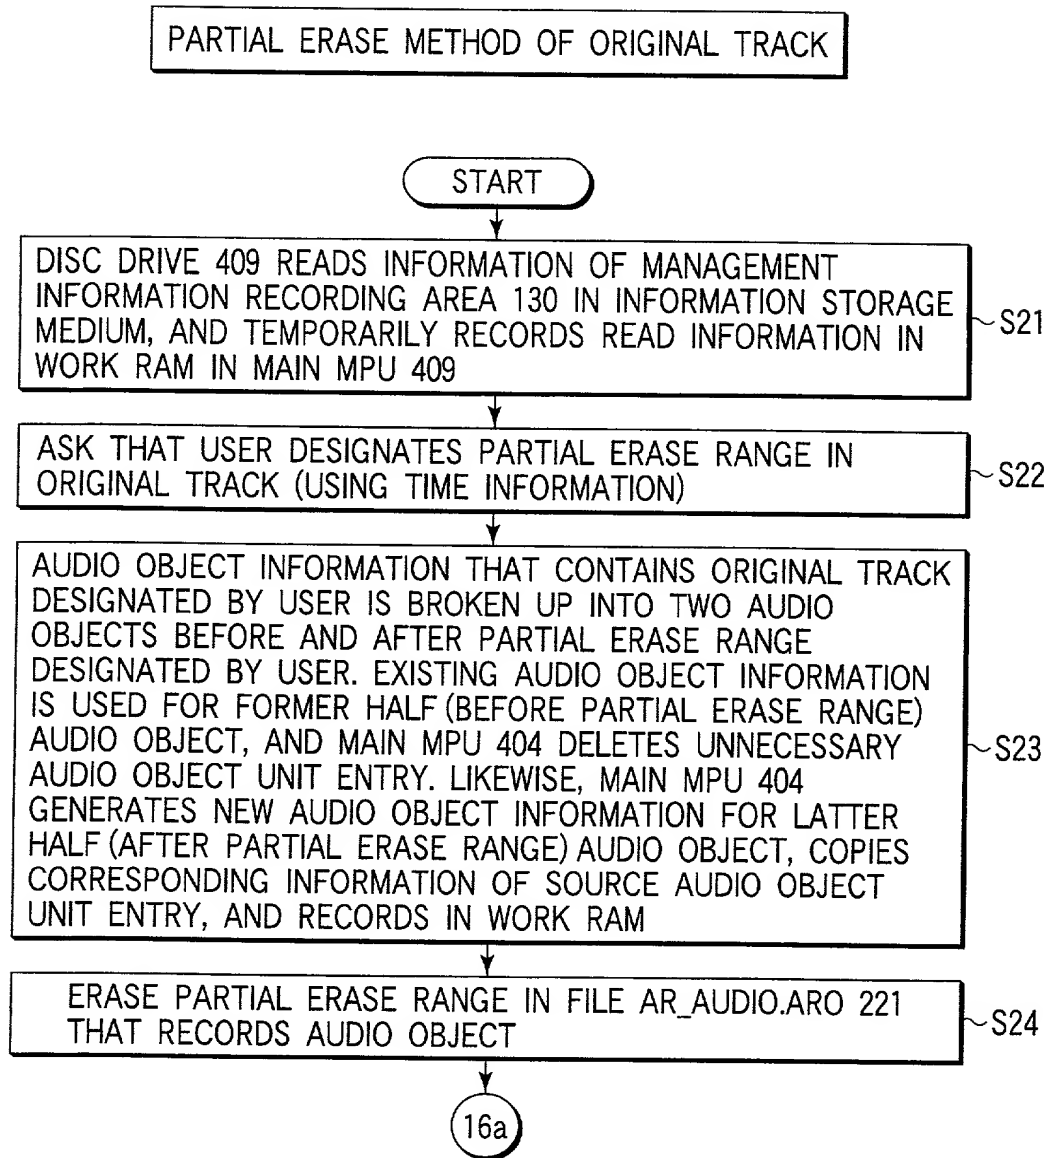 PARTIAL ERASE METHOD OF ORIGINAL TRACK
START
DISC DRIVE 409 READS INFORMATION OF MANAGEMENT
INFORMATION RECORDING AREA 130 IN INFORMATION STORAGE
MEDIUM, AND TEMPORARILY RECORDS READ INFORMATION IN
WORK RAM IN MAIN MPU 409
S21
ASK THAT USER DESIGNATES PARTIAL ERASE RANGE IN
ORIGINAL TRACK (USING TIME INFORMATION)
S22
AUDIO OBJECT INFORMATION THAT CONTAINS ORIGINAL TRACK
DESIGNATED BY USER IS BROKEN UP INTO TWO AUDIO
OBJECTS BEFORE AND AFTER PARTIAL ERASE RANGE
DESIGNATED BY USER. EXISTING AUDIO OBJECT INFORMATION
IS USED FOR FORMER HALF (BEFORE PARTIAL ERASE RANGE)
AUDIO OBJECT, AND MAIN MPU 404 DELETES UNNECESSARY
AUDIO OBJECT UNIT ENTRY. LIKEWISE, MAIN MPU 404
GENERATES NEW AUDIO OBJECT INFORMATION FOR LATTER
HALF (AFTER PARTIAL ERASE RANGE) AUDIO OBJECT, COPIES
CORRESPONDING INFORMATION OF SOURCE AUDIO OBJECT
UNIT ENTRY, AND RECORDS IN WORK RAM
S23
ERASE PARTIAL ERASE RANGE IN FILE AR_AUDIO.ARO 221
THAT RECORDS AUDIO OBJECT
S24
16a